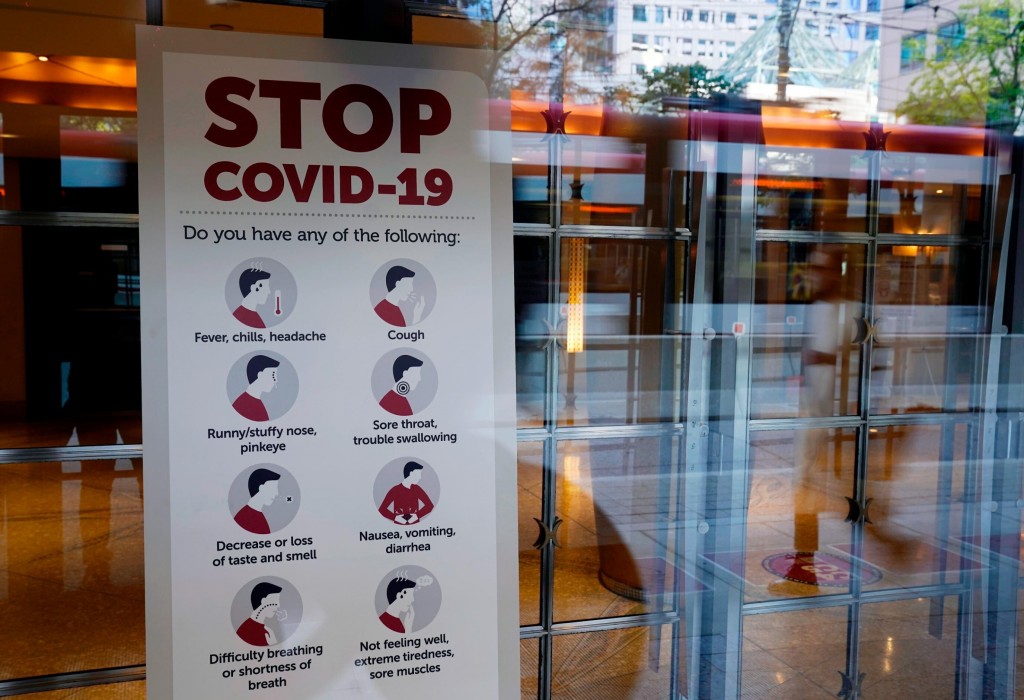 STOP
COVID-19
Do you have any of the following:
Fever, chills, headache
Cough
Runny/stuffy nose,
pinkeye
Sore throat,
trouble swallowing
Decrease or loss
of taste and smell
Nausea, vomiting,
diarrhea
Difficulty breathing
or shortness of
breath
Not feeling well,
extreme tiredness,
sore muscles